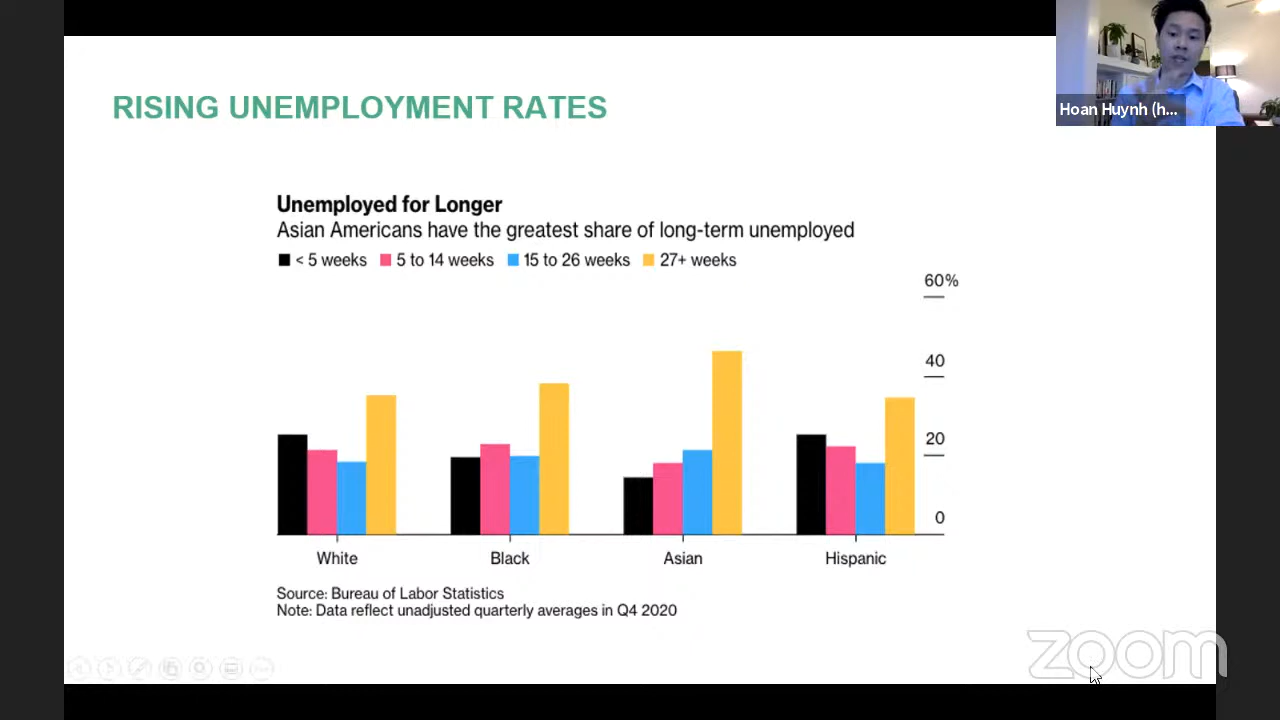 Hoan Huynh (h...
RISING UNEMPLOYMENT RATES
Unemployed for Longer
Asian Americans have the greatest share of long-term unemployed
< 5 weeks 5 to 14 weeks 15 to 26 weeks 27+ weeks
60%
40
20
0
White Black Asian Hispanic
Source: Bureau of Labor Statistics
Note: Data reflect unadjusted quarterly averages in Q4 2020
zoom